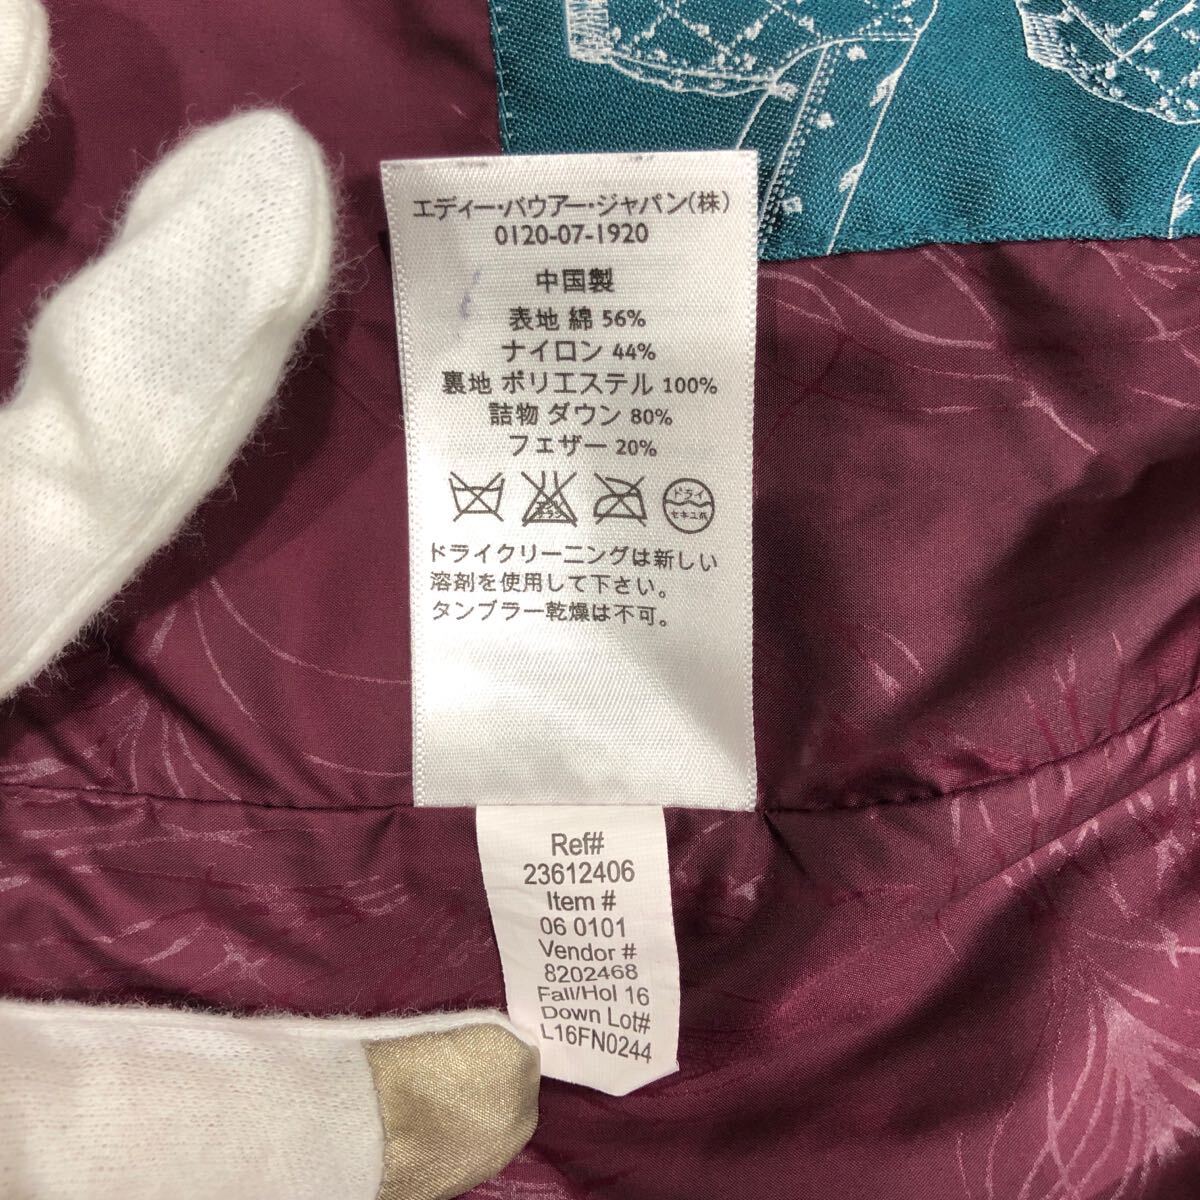 エディー・バウアー・ジャパン(株)
0120-07-1920
中国製
表地 綿 56%
ナイロン 44%
裏地 ポリエステル 100%
詰物 ダウン 80%
フェザー 20%
ドライ
セキユ系
ドライクリーニングは新しい
溶剤を使用して下さい。
タンブラー乾燥は不可。
Ref#
23612406
Item #
06 0101
Vendor #
8202468
Fall/Hol 16
Down Lot#
L16FN0244